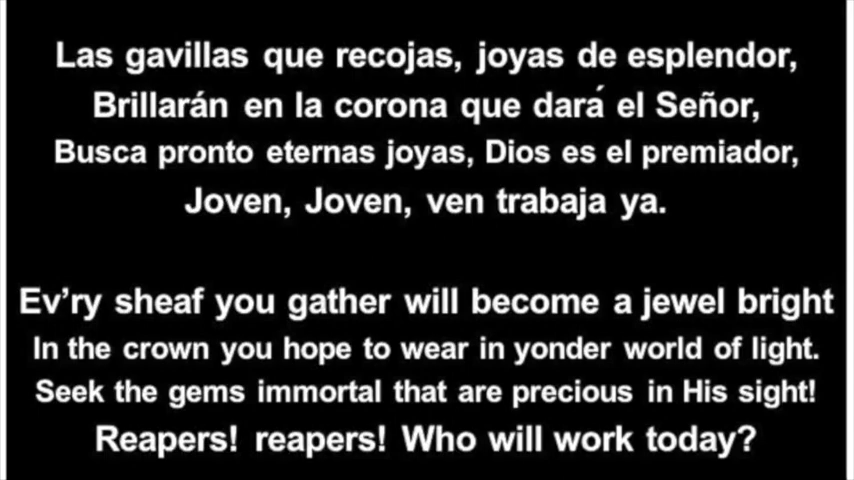 Las gavillas que recojas, joyas de esplendor,
Brillarán en la corona que dará el Señor,
Busca pronto eternas joyas, Dios es el premiador,
Joven, Joven, ven trabaja ya.
Ev’ry sheaf you gather will become a jewel bright
In the crown you hope to wear in yonder world of light.
Seek the gems immortal that are precious in His sight!
Reapers! reapers! Who will work today?